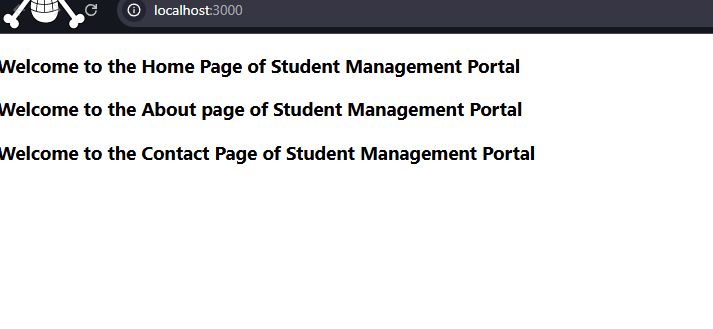 localhost:3000
Welcome to the Home Page of Student Management Portal
Welcome to the About page of Student Management Portal
Welcome to the Contact Page of Student Management Portal